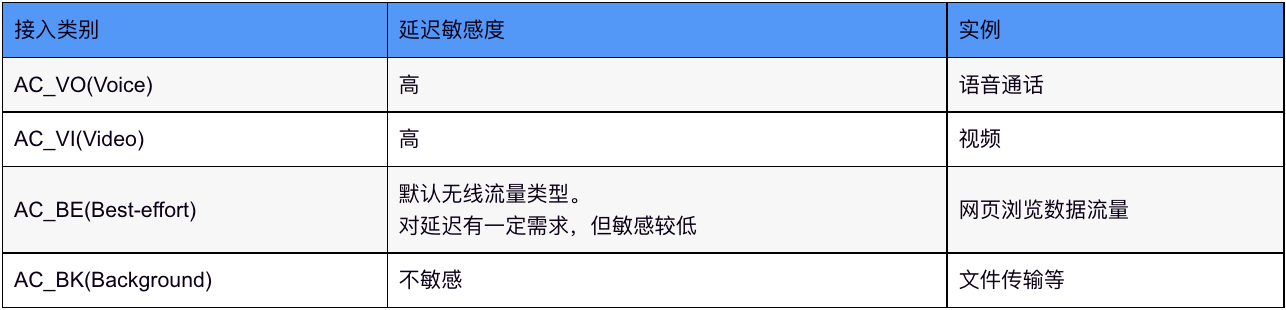 接入类别 延迟敏感度 实例
AC_VO(Voice) 高 语音通话
AC_VI(Video) 高 视频
AC_BE(Best-effort) 默认无线流量类型。
对延迟有一定需求，但敏感较低 网页浏览数据流量
AC_BK(Background) 不敏感 文件传输等